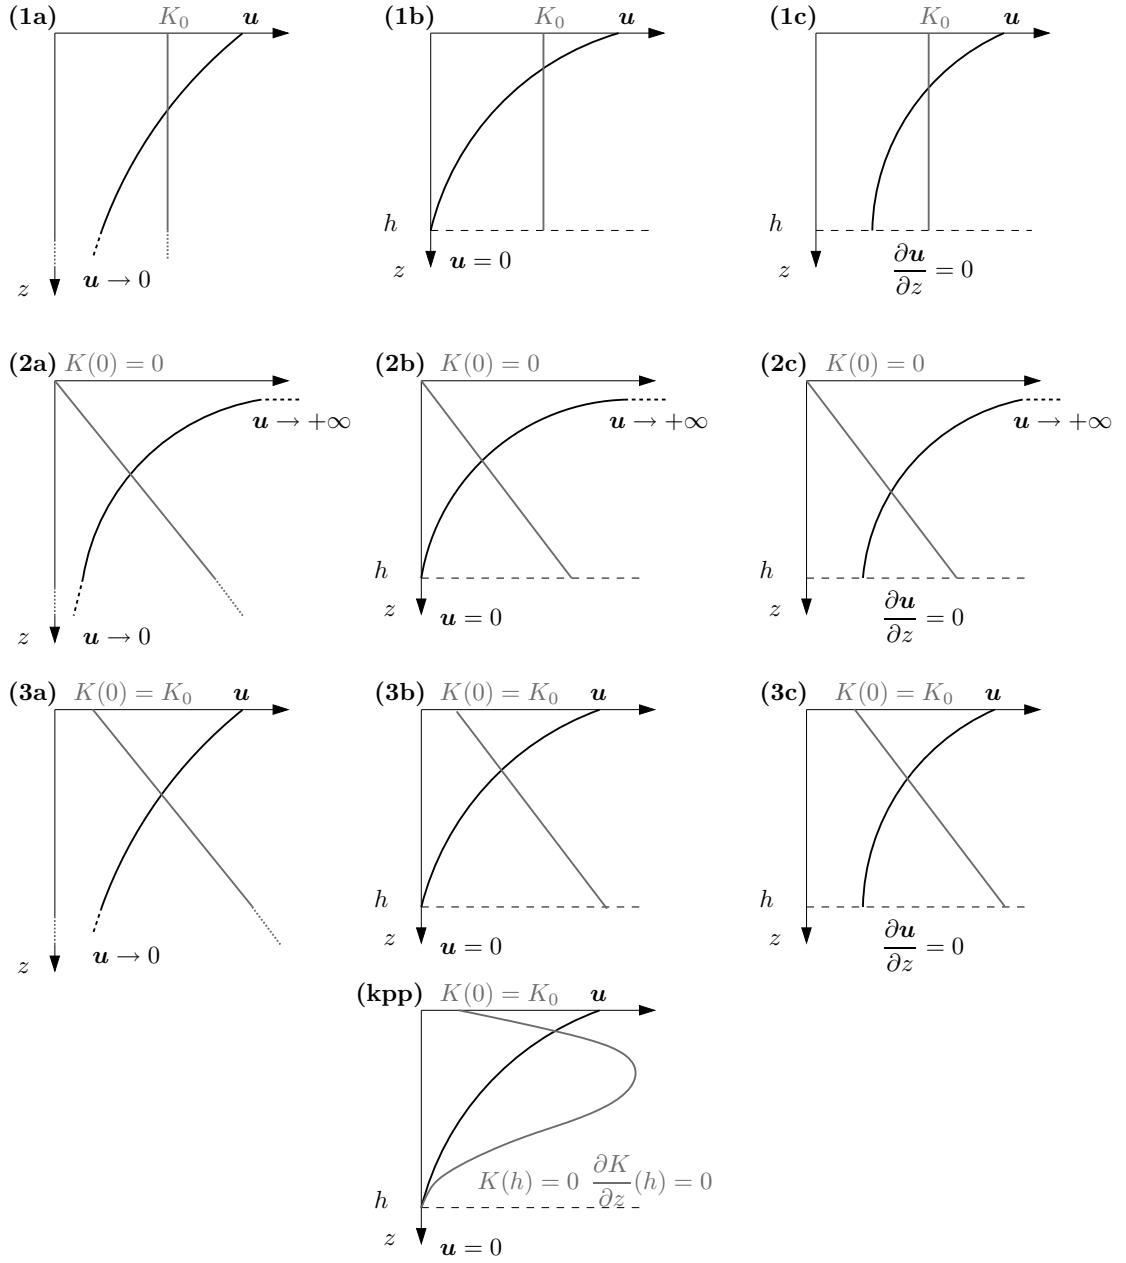 (1a) K₀ u (1b) K₀ u (1c) K₀ u
h h
z u → 0 z u = 0 z ∂u/∂z = 0
(2a) K(0) = 0 (2b) K(0) = 0 (2c) K(0) = 0
u → +∞ u → +∞ u → +∞
h h
z u → 0 z u = 0 z ∂u/∂z = 0
(3a) K(0) = K₀ u (3b) K(0) = K₀ u (3c) K(0) = K₀ u
h h
z u → 0 z u = 0 z ∂u/∂z = 0
(kpp) K(0) = K₀ u
K(h) = 0 ∂K/∂z(h) = 0
h
z u = 0